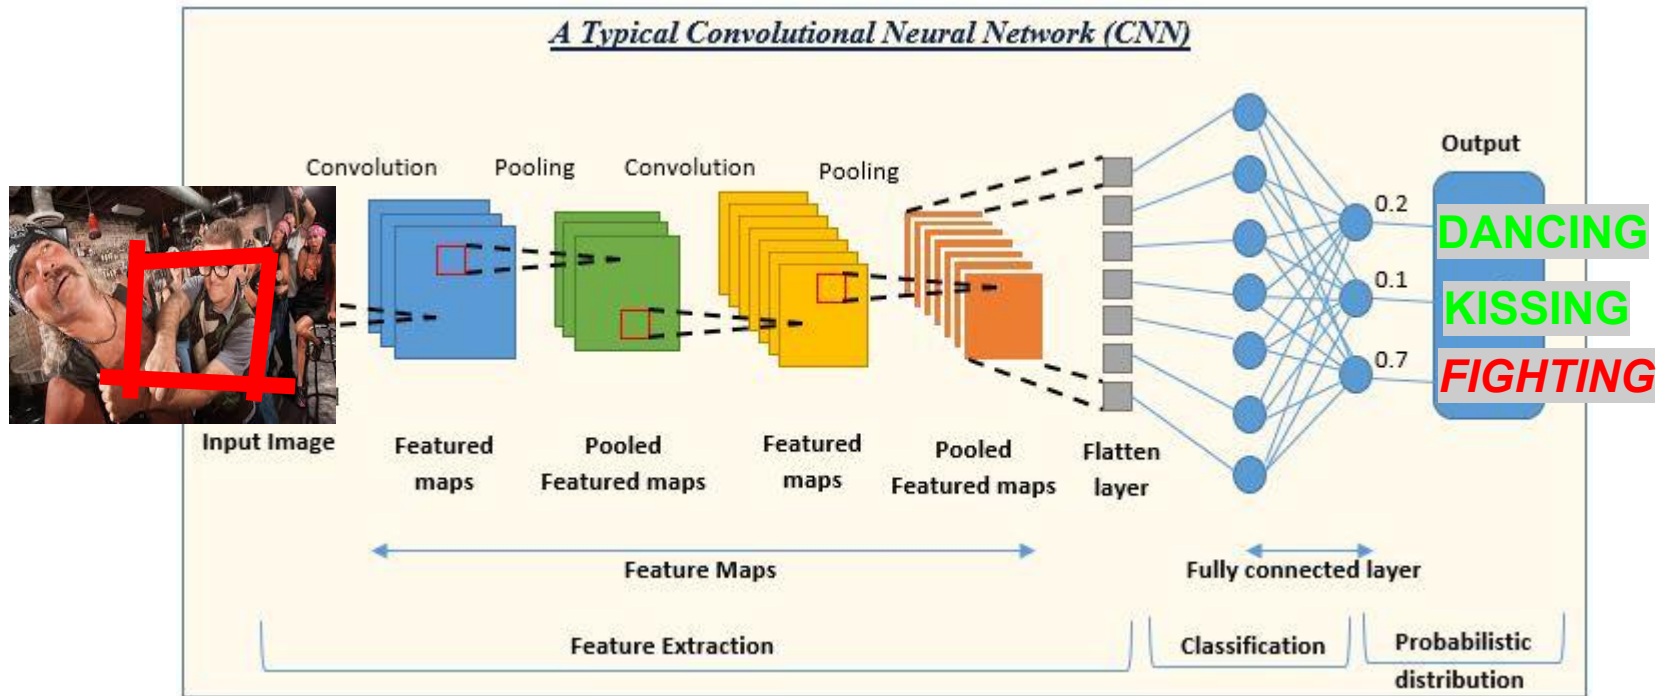 A Typical Convolutional Neural Network (CNN)
Convolution
Pooling
Convolution
Pooling
Output
0.2
DANCING
0.1
KISSING
0.7
FIGHTING
Input Image
Featured
maps
Pooled
Featured maps
Featured
maps
Pooled
Featured maps
Flatten
layer
Feature Maps
Fully connected layer
Feature Extraction
Classification
Probabilistic
distribution